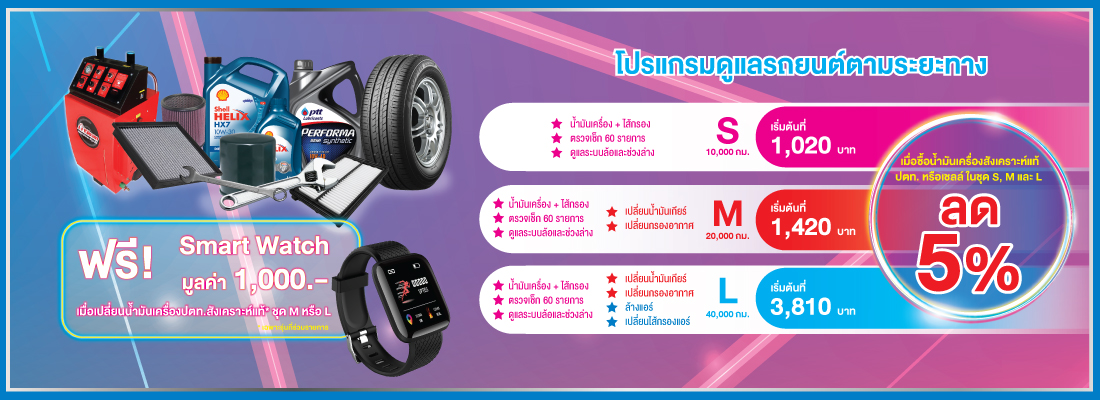 โปรแกรมดูแลรถยนต์ตามระยะทาง
Shell
HELIX
HX7
10W-30
HELIX
ptt
Lubricants
PERFORMA
synthetic
น้ำมันเครื่อง + ไส้กรอง
ตรวจเช็ก 60 รายการ
ดูแลระบบล้อและช่วงล่าง
S
10,000 กม.
เริ่มต้นที่
1,020 บาท
น้ำมันเครื่อง + ไส้กรอง
ตรวจเช็ก 60 รายการ
ดูแลระบบล้อและช่วงล่าง
เปลี่ยนน้ำมันเกียร์
เปลี่ยนกรองอากาศ
M
20,000 กม.
เริ่มต้นที่
1,420 บาท
น้ำมันเครื่อง + ไส้กรอง
ตรวจเช็ก 60 รายการ
ดูแลระบบล้อและช่วงล่าง
เปลี่ยนน้ำมันเกียร์
เปลี่ยนกรองอากาศ
ล้างแอร์
เปลี่ยนไส้กรองแอร์
L
40,000 กม.
เริ่มต้นที่
3,810 บาท
เมื่อซื้อน้ำมันเครื่องสังเคราะห์แท้
ปตท. หรือเชลล์ ในชุด S, M และ L
ลด
5%
ฟรี!
Smart Watch
มูลค่า 1,000.-
เมื่อเปลี่ยนน้ำมันเครื่องปตท.สังเคราะห์แท้* ชุด M หรือ L